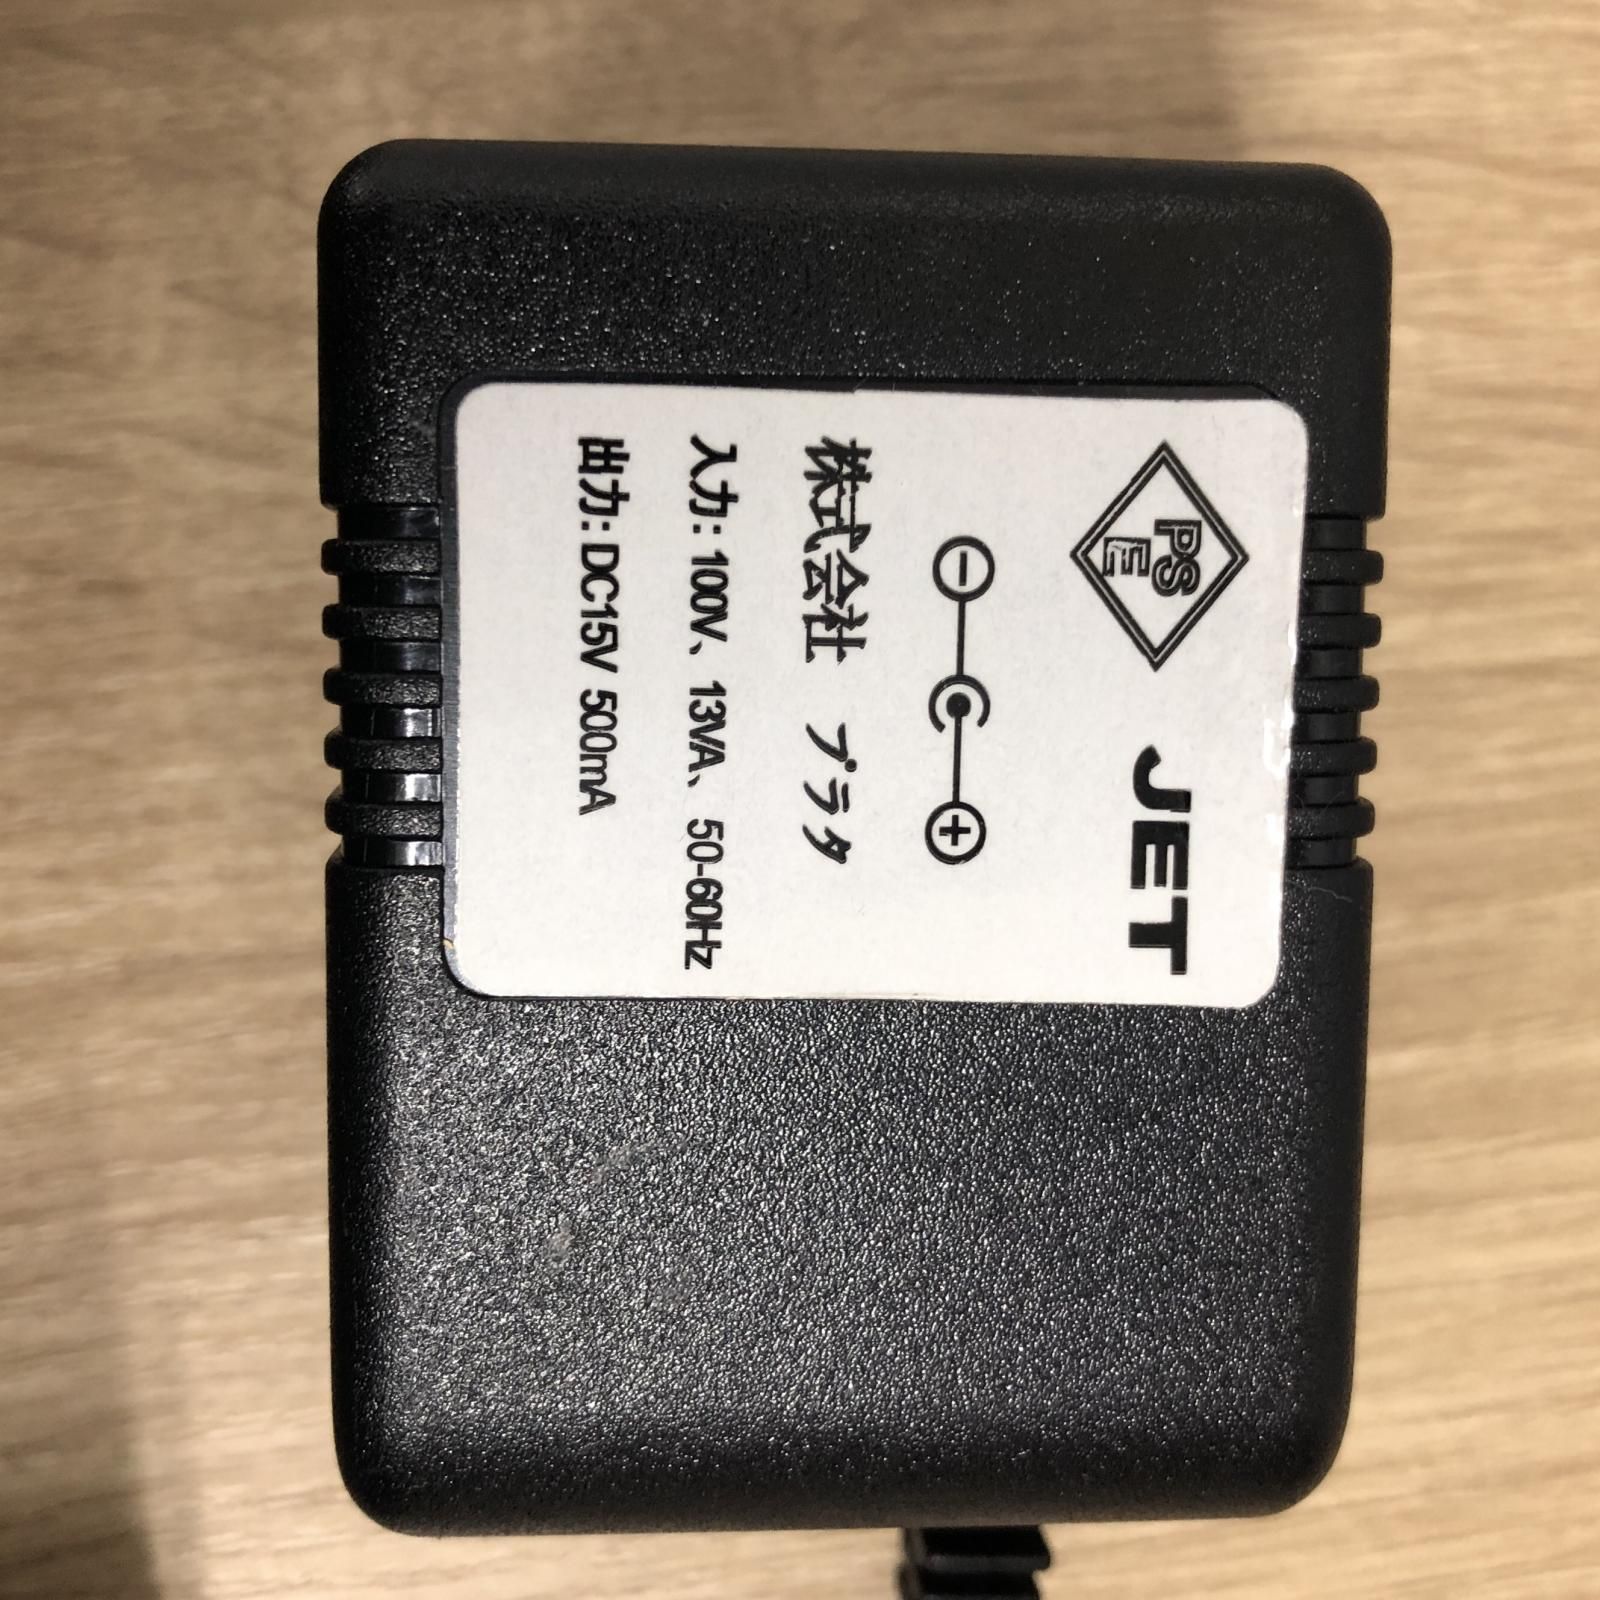 PS
E
JET
株式会社 プラタ
入力: 100V、13VA、50-60Hz
出力: DC15V 500mA